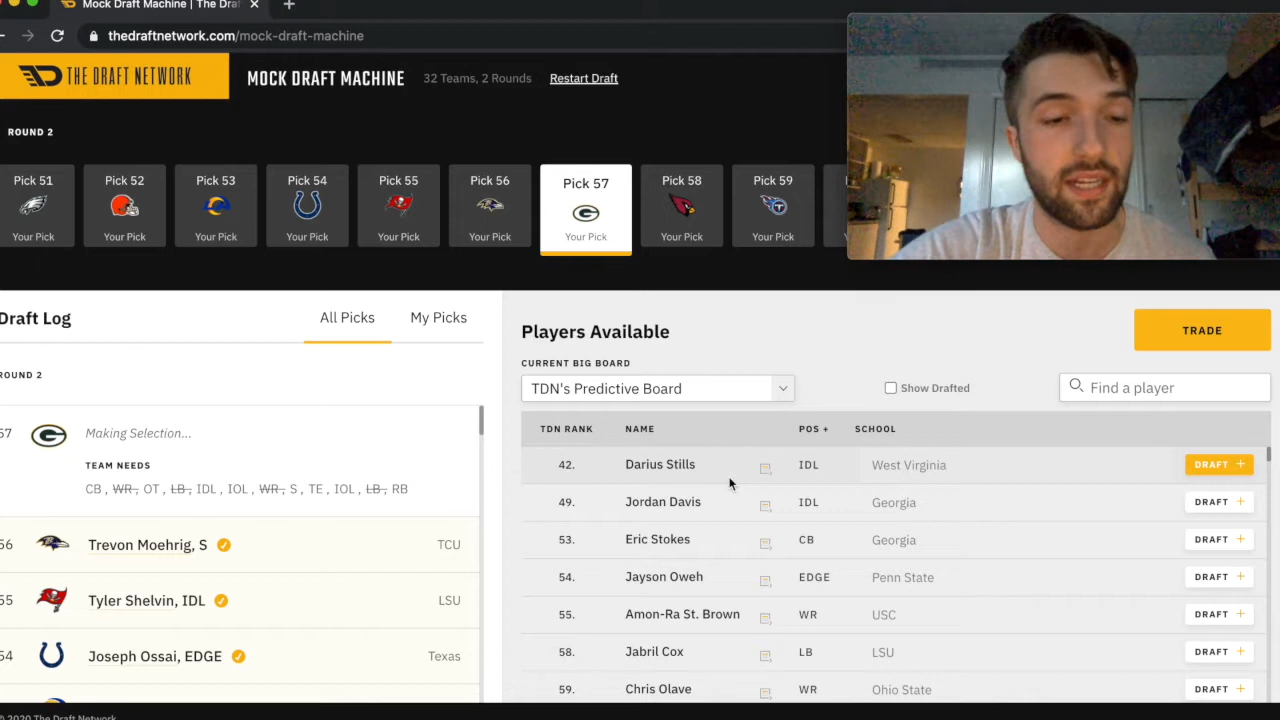 Mock Draft Machine | The Draf
thedraftnetwork.com/mock-draft-machine
THE DRAFT NETWORK
MOCK DRAFT MACHINE
32 Teams, 2 Rounds
Restart Draft
ROUND 2
Pick 51
Pick 52
Pick 53
Pick 54
Pick 55
Pick 56
Pick 57
Pick 58
Pick 59
Your Pick
Your Pick
Your Pick
Your Pick
Your Pick
Your Pick
Your Pick
Your Pick
Your Pick
Draft Log
All Picks
My Picks
ROUND 2
57
Making Selection...
TEAM NEEDS
CB , WR , OT , LB , IDL , IOL , WR , S , TE , IOL , LB , RB
56 Trevon Moehrig, S TCU
55 Tyler Shelvin, IDL LSU
54 Joseph Ossai, EDGE Texas
Players Available
TRADE
CURRENT BIG BOARD
TDN's Predictive Board
Show Drafted
Find a player
TDN RANK NAME POS + SCHOOL
42. Darius Stills IDL West Virginia DRAFT +
49. Jordan Davis IDL Georgia DRAFT +
53. Eric Stokes CB Georgia DRAFT +
54. Jayson Oweh EDGE Penn State DRAFT +
55. Amon-Ra St. Brown WR USC DRAFT +
58. Jabril Cox LB LSU DRAFT +
59. Chris Olave WR Ohio State DRAFT +
© 2020 The Draft Network